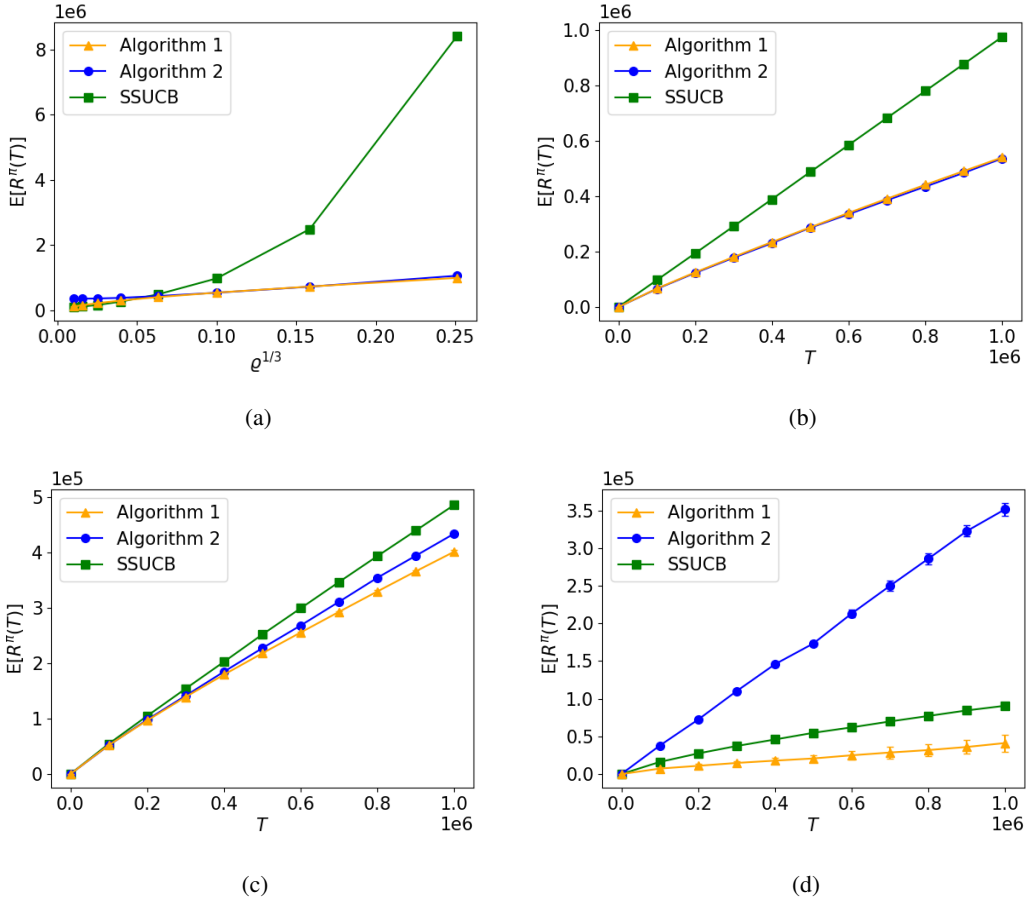 1e6
Algorithm 1
Algorithm 2
SSUCB
E[R^π(T)]
8
6
4
2
0
0.00 0.05 0.10 0.15 0.20 0.25
ϱ^{1/3}
(a)
1e6
Algorithm 1
Algorithm 2
SSUCB
E[R^π(T)]
1.0
0.8
0.6
0.4
0.2
0.0
0.0 0.2 0.4 0.6 0.8 1.0
T
1e6
(b)
1e5
Algorithm 1
Algorithm 2
SSUCB
E[R^π(T)]
5
4
3
2
1
0
0.0 0.2 0.4 0.6 0.8 1.0
T
1e6
(c)
1e5
Algorithm 1
Algorithm 2
SSUCB
E[R^π(T)]
3.5
3.0
2.5
2.0
1.5
1.0
0.5
0.0
0.0 0.2 0.4 0.6 0.8 1.0
T
1e6
(d)